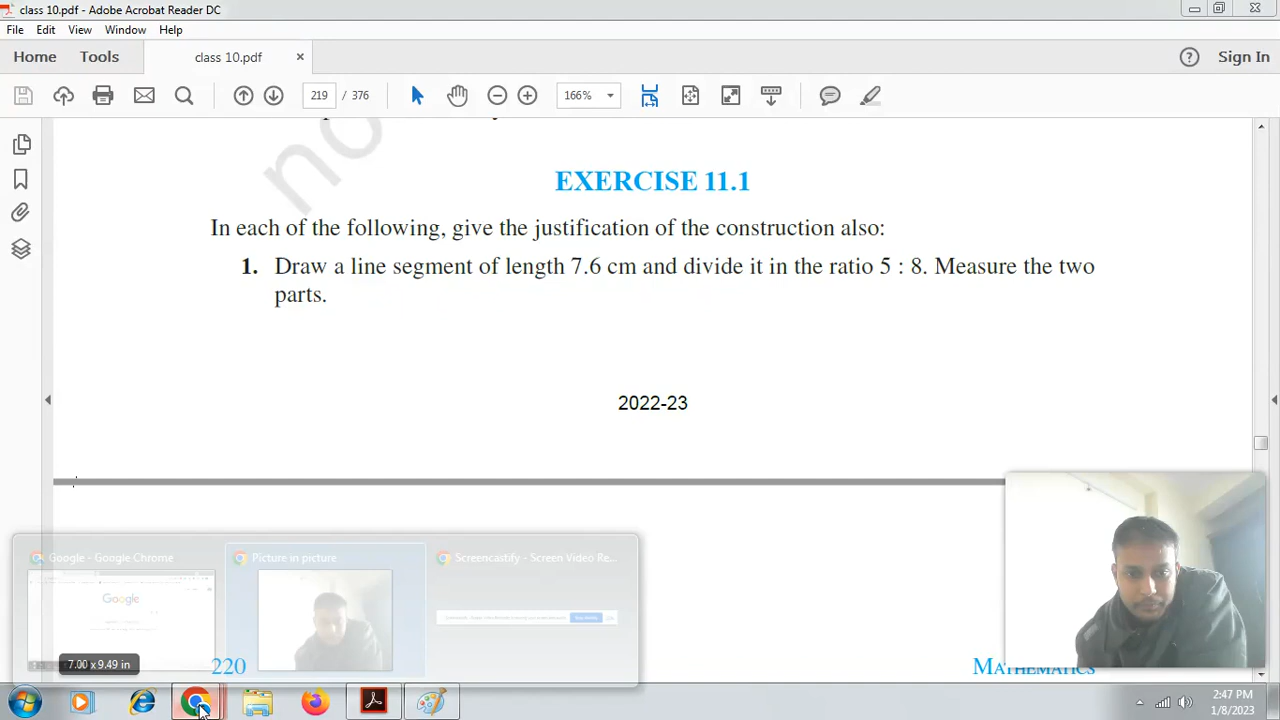 class 10.pdf - Adobe Acrobat Reader DC
File Edit View Window Help
Home Tools class 10.pdf × ? Sign In
219 / 376 166%
no
EXERCISE 11.1
In each of the following, give the justification of the construction also:
1. Draw a line segment of length 7.6 cm and divide it in the ratio 5 : 8. Measure the two
parts.
2022-23
Google - Google Chrome Picture in picture Screencastify - Screen Video Re...
Google
7.00 x 9.49 in
220 MATHEMATICS
2:47 PM
1/8/2023